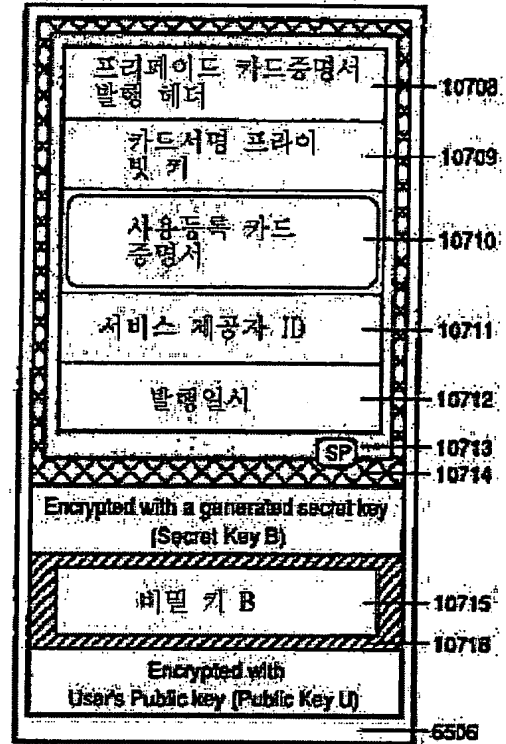 프리페이드 카드증명서
발행 헤더
10708
카드서명 프라이
빗 키
10709
사용등록 카드
증명서
10710
서비스 제공자 ID
10711
발행일시
10712
SP
10713
10714
Encrypted with a generated secret key
(Secret Key B)
비밀 키 B
10715
10716
Encrypted with
User's Public key (Public Key U)
6506